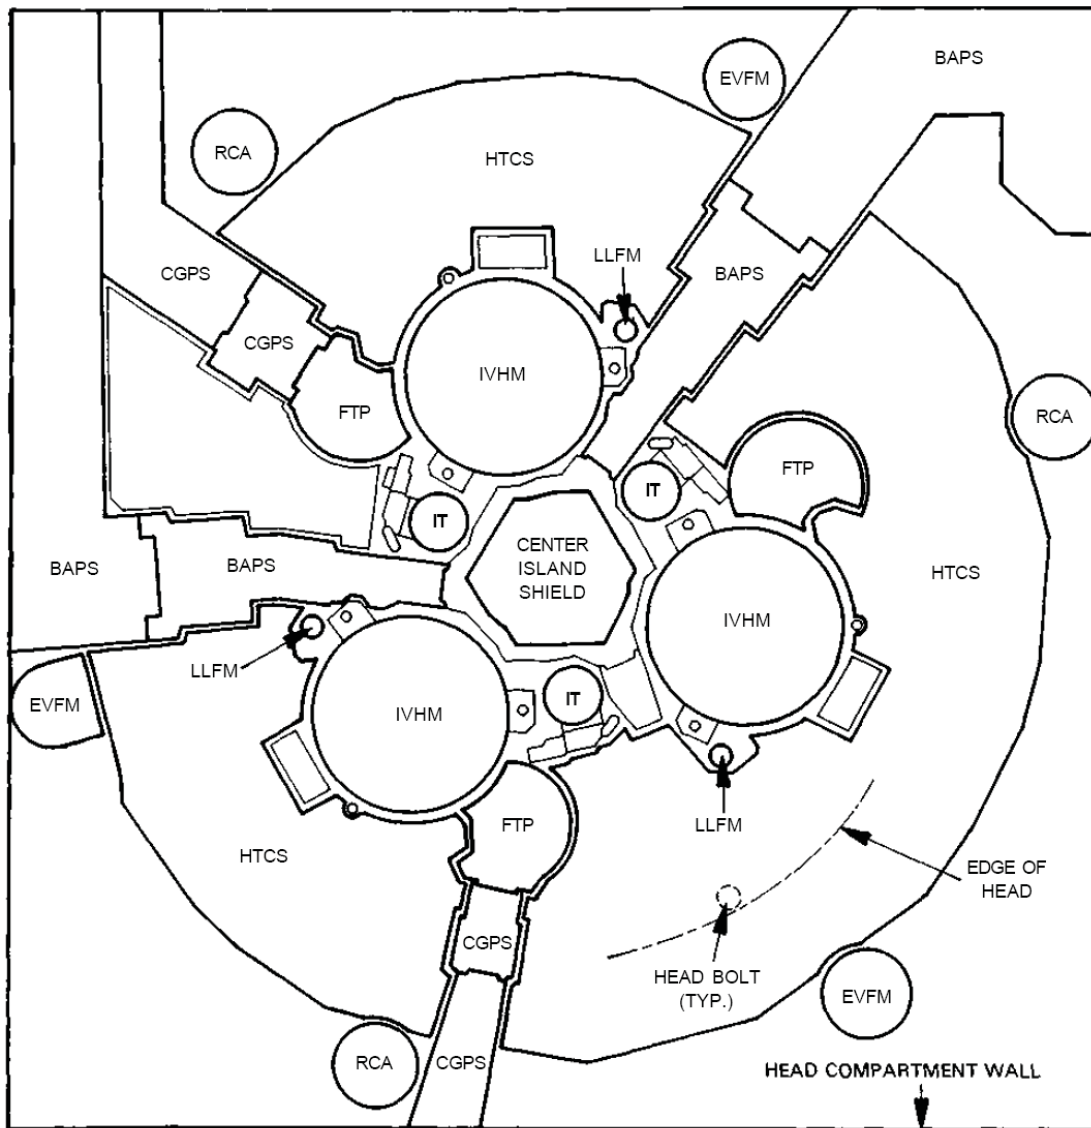 BAPS
EVFM
RCA
HTCS
LLFM
CGPS
BAPS
CGPS
IVHM
FTP
RCA
FTP
IT
IT
CENTER
ISLAND
SHIELD
BAPS
BAPS
HTCS
IVHM
LLFM
EVFM
IVHM
IT
FTP
LLFM
HTCS
EDGE OF
HEAD
CGPS
HEAD BOLT
(TYP.)
EVFM
RCA
CGPS
HEAD COMPARTMENT WALL